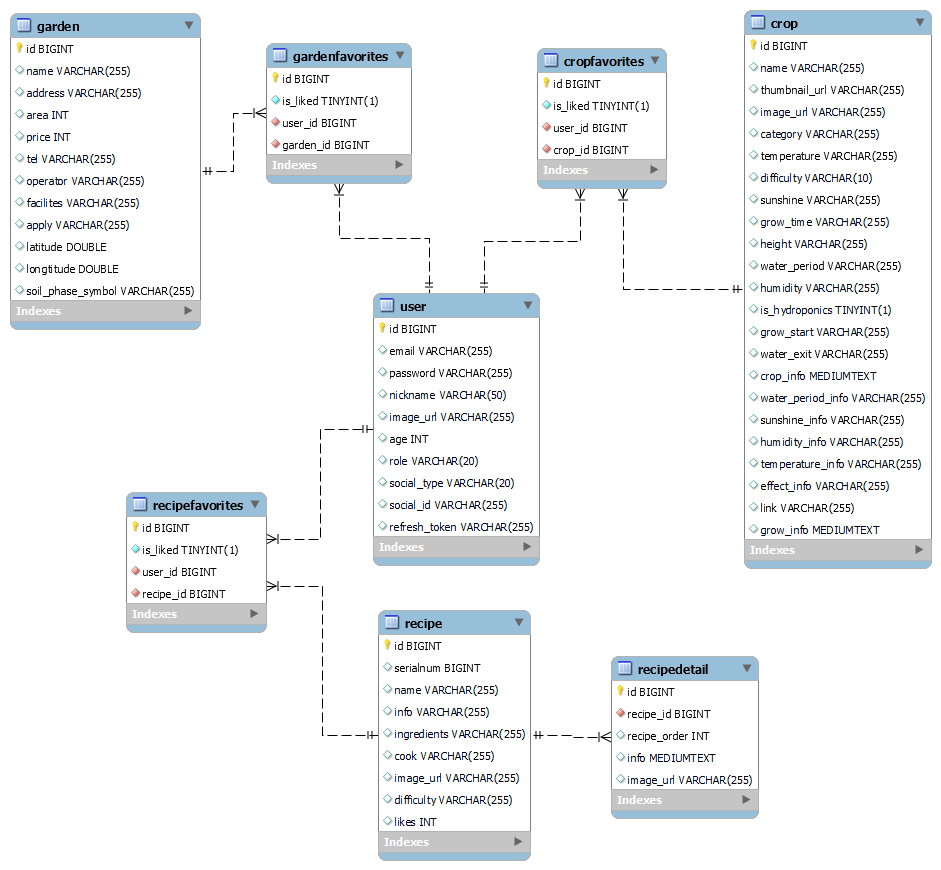 garden
id BIGINT
name VARCHAR(255)
address VARCHAR(255)
area INT
price INT
tel VARCHAR(255)
operator VARCHAR(255)
facilites VARCHAR(255)
apply VARCHAR(255)
latitude DOUBLE
longtitude DOUBLE
soil_phase_symbol VARCHAR(255)
Indexes
gardenfavorites
id BIGINT
is_liked TINYINT(1)
user_id BIGINT
garden_id BIGINT
Indexes
cropfavorites
id BIGINT
is_liked TINYINT(1)
user_id BIGINT
crop_id BIGINT
Indexes
crop
id BIGINT
name VARCHAR(255)
thumbnail_url VARCHAR(255)
image_url VARCHAR(255)
category VARCHAR(255)
temperature VARCHAR(255)
difficulty VARCHAR(10)
sunshine VARCHAR(255)
grow_time VARCHAR(255)
height VARCHAR(255)
water_period VARCHAR(255)
humidity VARCHAR(255)
is_hydroponics TINYINT(1)
grow_start VARCHAR(255)
water_exit VARCHAR(255)
crop_info MEDIUMTEXT
water_period_info VARCHAR(255)
sunshine_info VARCHAR(255)
humidity_info VARCHAR(255)
temperature_info VARCHAR(255)
effect_info VARCHAR(255)
link VARCHAR(255)
grow_info MEDIUMTEXT
Indexes
user
id BIGINT
email VARCHAR(255)
password VARCHAR(255)
nickname VARCHAR(50)
image_url VARCHAR(255)
age INT
role VARCHAR(20)
social_type VARCHAR(20)
social_id VARCHAR(255)
refresh_token VARCHAR(255)
Indexes
recipefavorites
id BIGINT
is_liked TINYINT(1)
user_id BIGINT
recipe_id BIGINT
Indexes
recipe
id BIGINT
serialnum BIGINT
name VARCHAR(255)
info VARCHAR(255)
ingredients VARCHAR(255)
cook VARCHAR(255)
image_url VARCHAR(255)
difficulty VARCHAR(255)
likes INT
Indexes
recipedetail
id BIGINT
recipe_id BIGINT
recipe_order INT
info MEDIUMTEXT
image_url VARCHAR(255)
Indexes